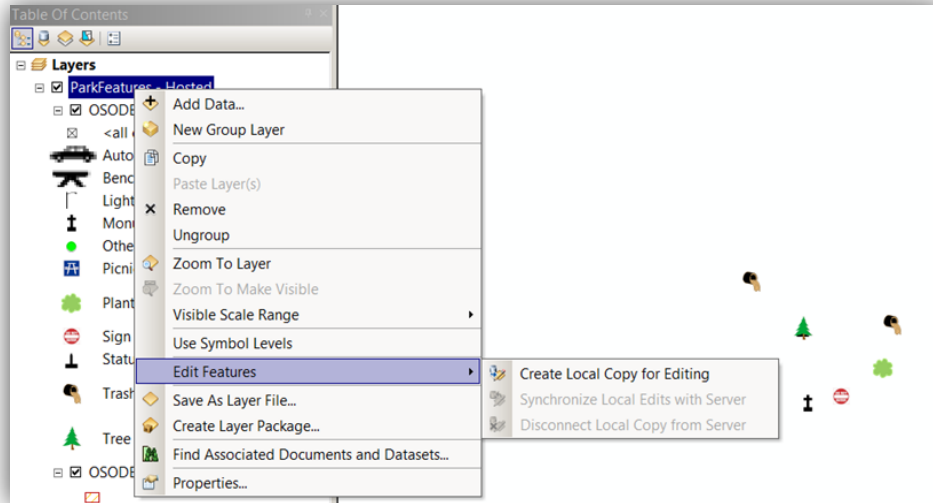 Table Of Contents
Layers
ParkFeatures - Hosted
OSODE
<all
Auto
Benc
Light
Monu
Othe
Picni
Plant
Sign
Statu
Trash
Tree
OSODE
Add Data...
New Group Layer
Copy
Paste Layer(s)
Remove
Ungroup
Zoom To Layer
Zoom To Make Visible
Visible Scale Range
Use Symbol Levels
Edit Features
Save As Layer File...
Create Layer Package...
Find Associated Documents and Datasets...
Properties...
Create Local Copy for Editing
Synchronize Local Edits with Server
Disconnect Local Copy from Server